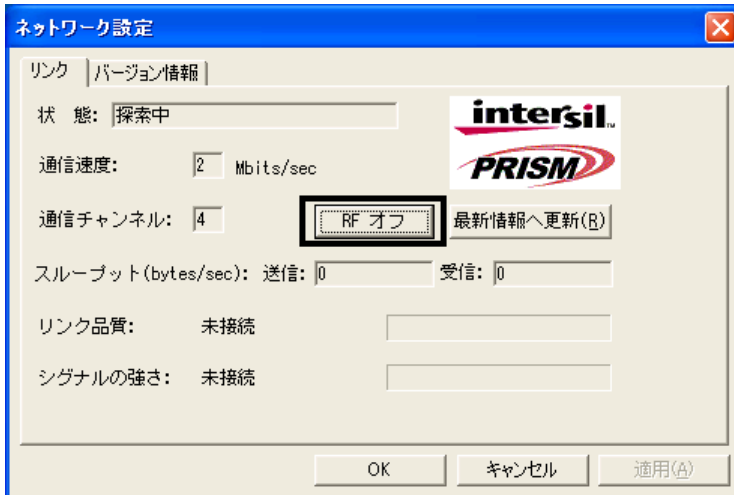 ネットワーク設定
リンク バージョン情報
状 態: 探索中
intersil™
PRISM
通信速度: 2 Mbits/sec
通信チャンネル: 4 RF オフ 最新情報へ更新(R)
スループット(bytes/sec): 送信: 0 受信: 0
リンク品質: 未接続
シグナルの強さ: 未接続
OK キャンセル 適用(A)